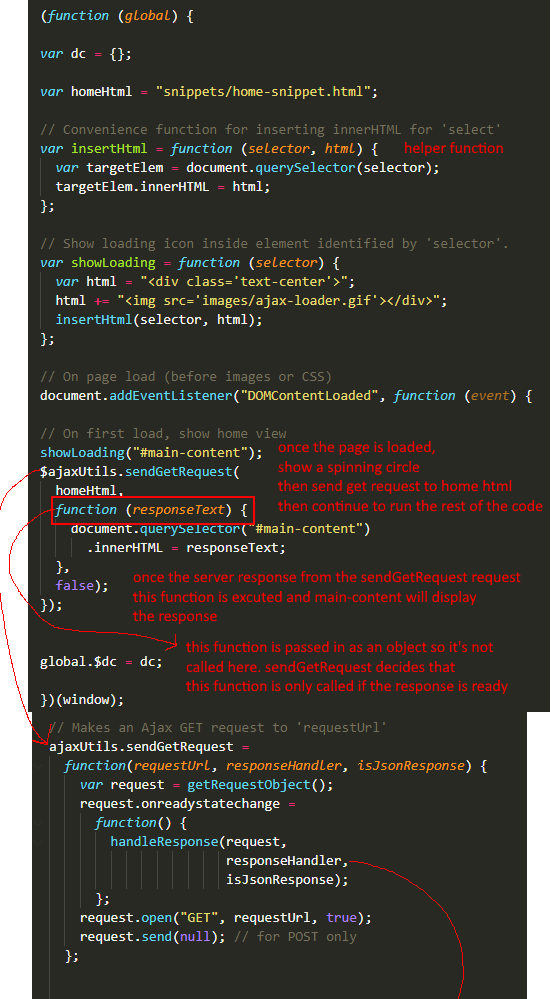 (function (global) {
var dc = {};
var homeHtml = "snippets/home-snippet.html";
// Convenience function for inserting innerHTML for 'select'
var insertHtml = function (selector, html) { helper function
var targetElem = document.querySelector(selector);
targetElem.innerHTML = html;
};
// Show loading icon inside element identified by 'selector'.
var showLoading = function (selector) {
var html = "<div class='text-center'>";
html += "<img src='images/ajax-loader.gif'></div>";
insertHtml(selector, html);
};
// On page load (before images or CSS)
document.addEventListener("DOMContentLoaded", function (event) {
// On first load, show home view
showLoading("#main-content");
$ajaxUtils.sendGetRequest(
homeHtml,
function (responseText) {
document.querySelector("#main-content")
.innerHTML = responseText;
},
false);
});
once the page is loaded,
show a spinning circle
then send get request to home html
then continue to run the rest of the code
once the server response from the sendGetRequest request
this function is excuted and main-content will display
the response
this function is passed in as an object so it's not
called here. sendGetRequest decides that
this function is only called if the response is ready
global.$dc = dc;
})(window);
// Makes an Ajax GET request to 'requestUrl'
ajaxUtils.sendGetRequest =
function(requestUrl, responseHandler, isJsonResponse) {
var request = getRequestObject();
request.onreadystatechange =
function() {
handleResponse(request,
responseHandler,
isJsonResponse);
};
request.open("GET", requestUrl, true);
request.send(null); // for POST only
};